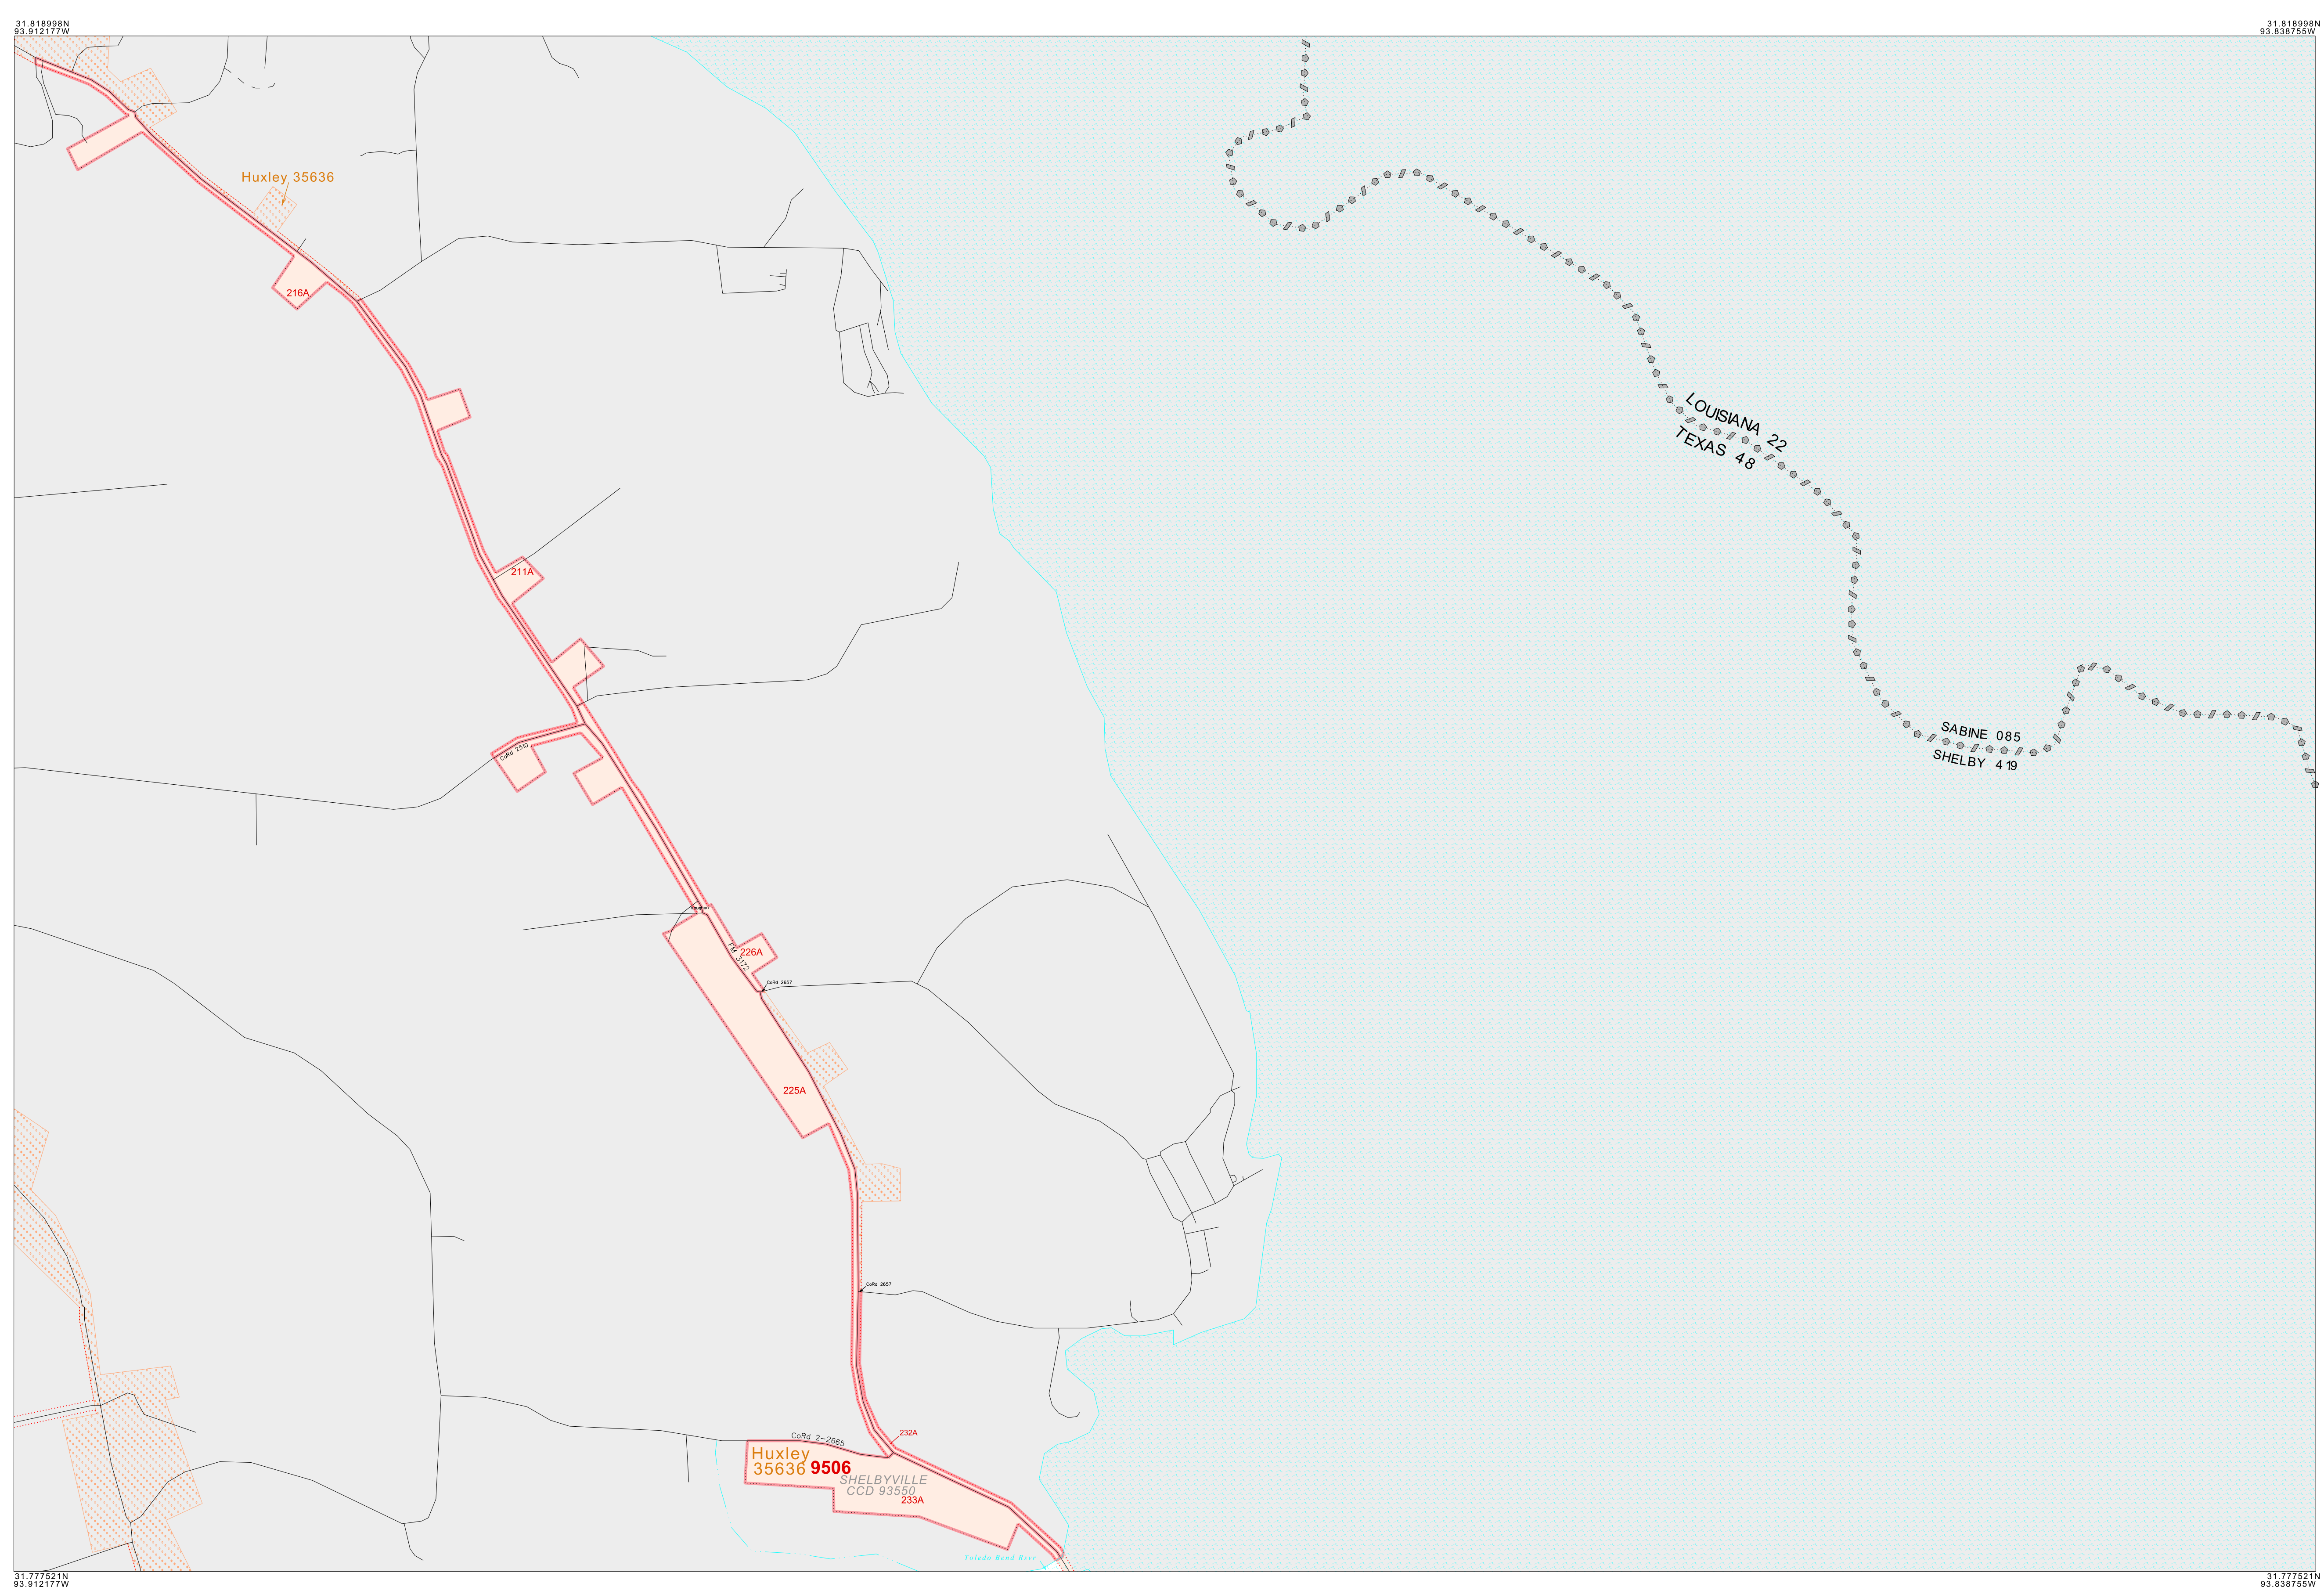 31.818998N
93.912177W
31.818998N
93.838755W
Huxley 35636
216A
LOUISIANA 22
TEXAS 48
211A
SABINE 085
SHELBY 419
CoRd 2510
FM 3172
226A
CoRd 2657
225A
CoRd 2657
232A
CoRd 2-2665
Huxley
35636 9506
SHELBYVILLE
CCD 93550
233A
Toledo Bend Rsvr
31.777521N
93.912177W
31.777521N
93.838755W